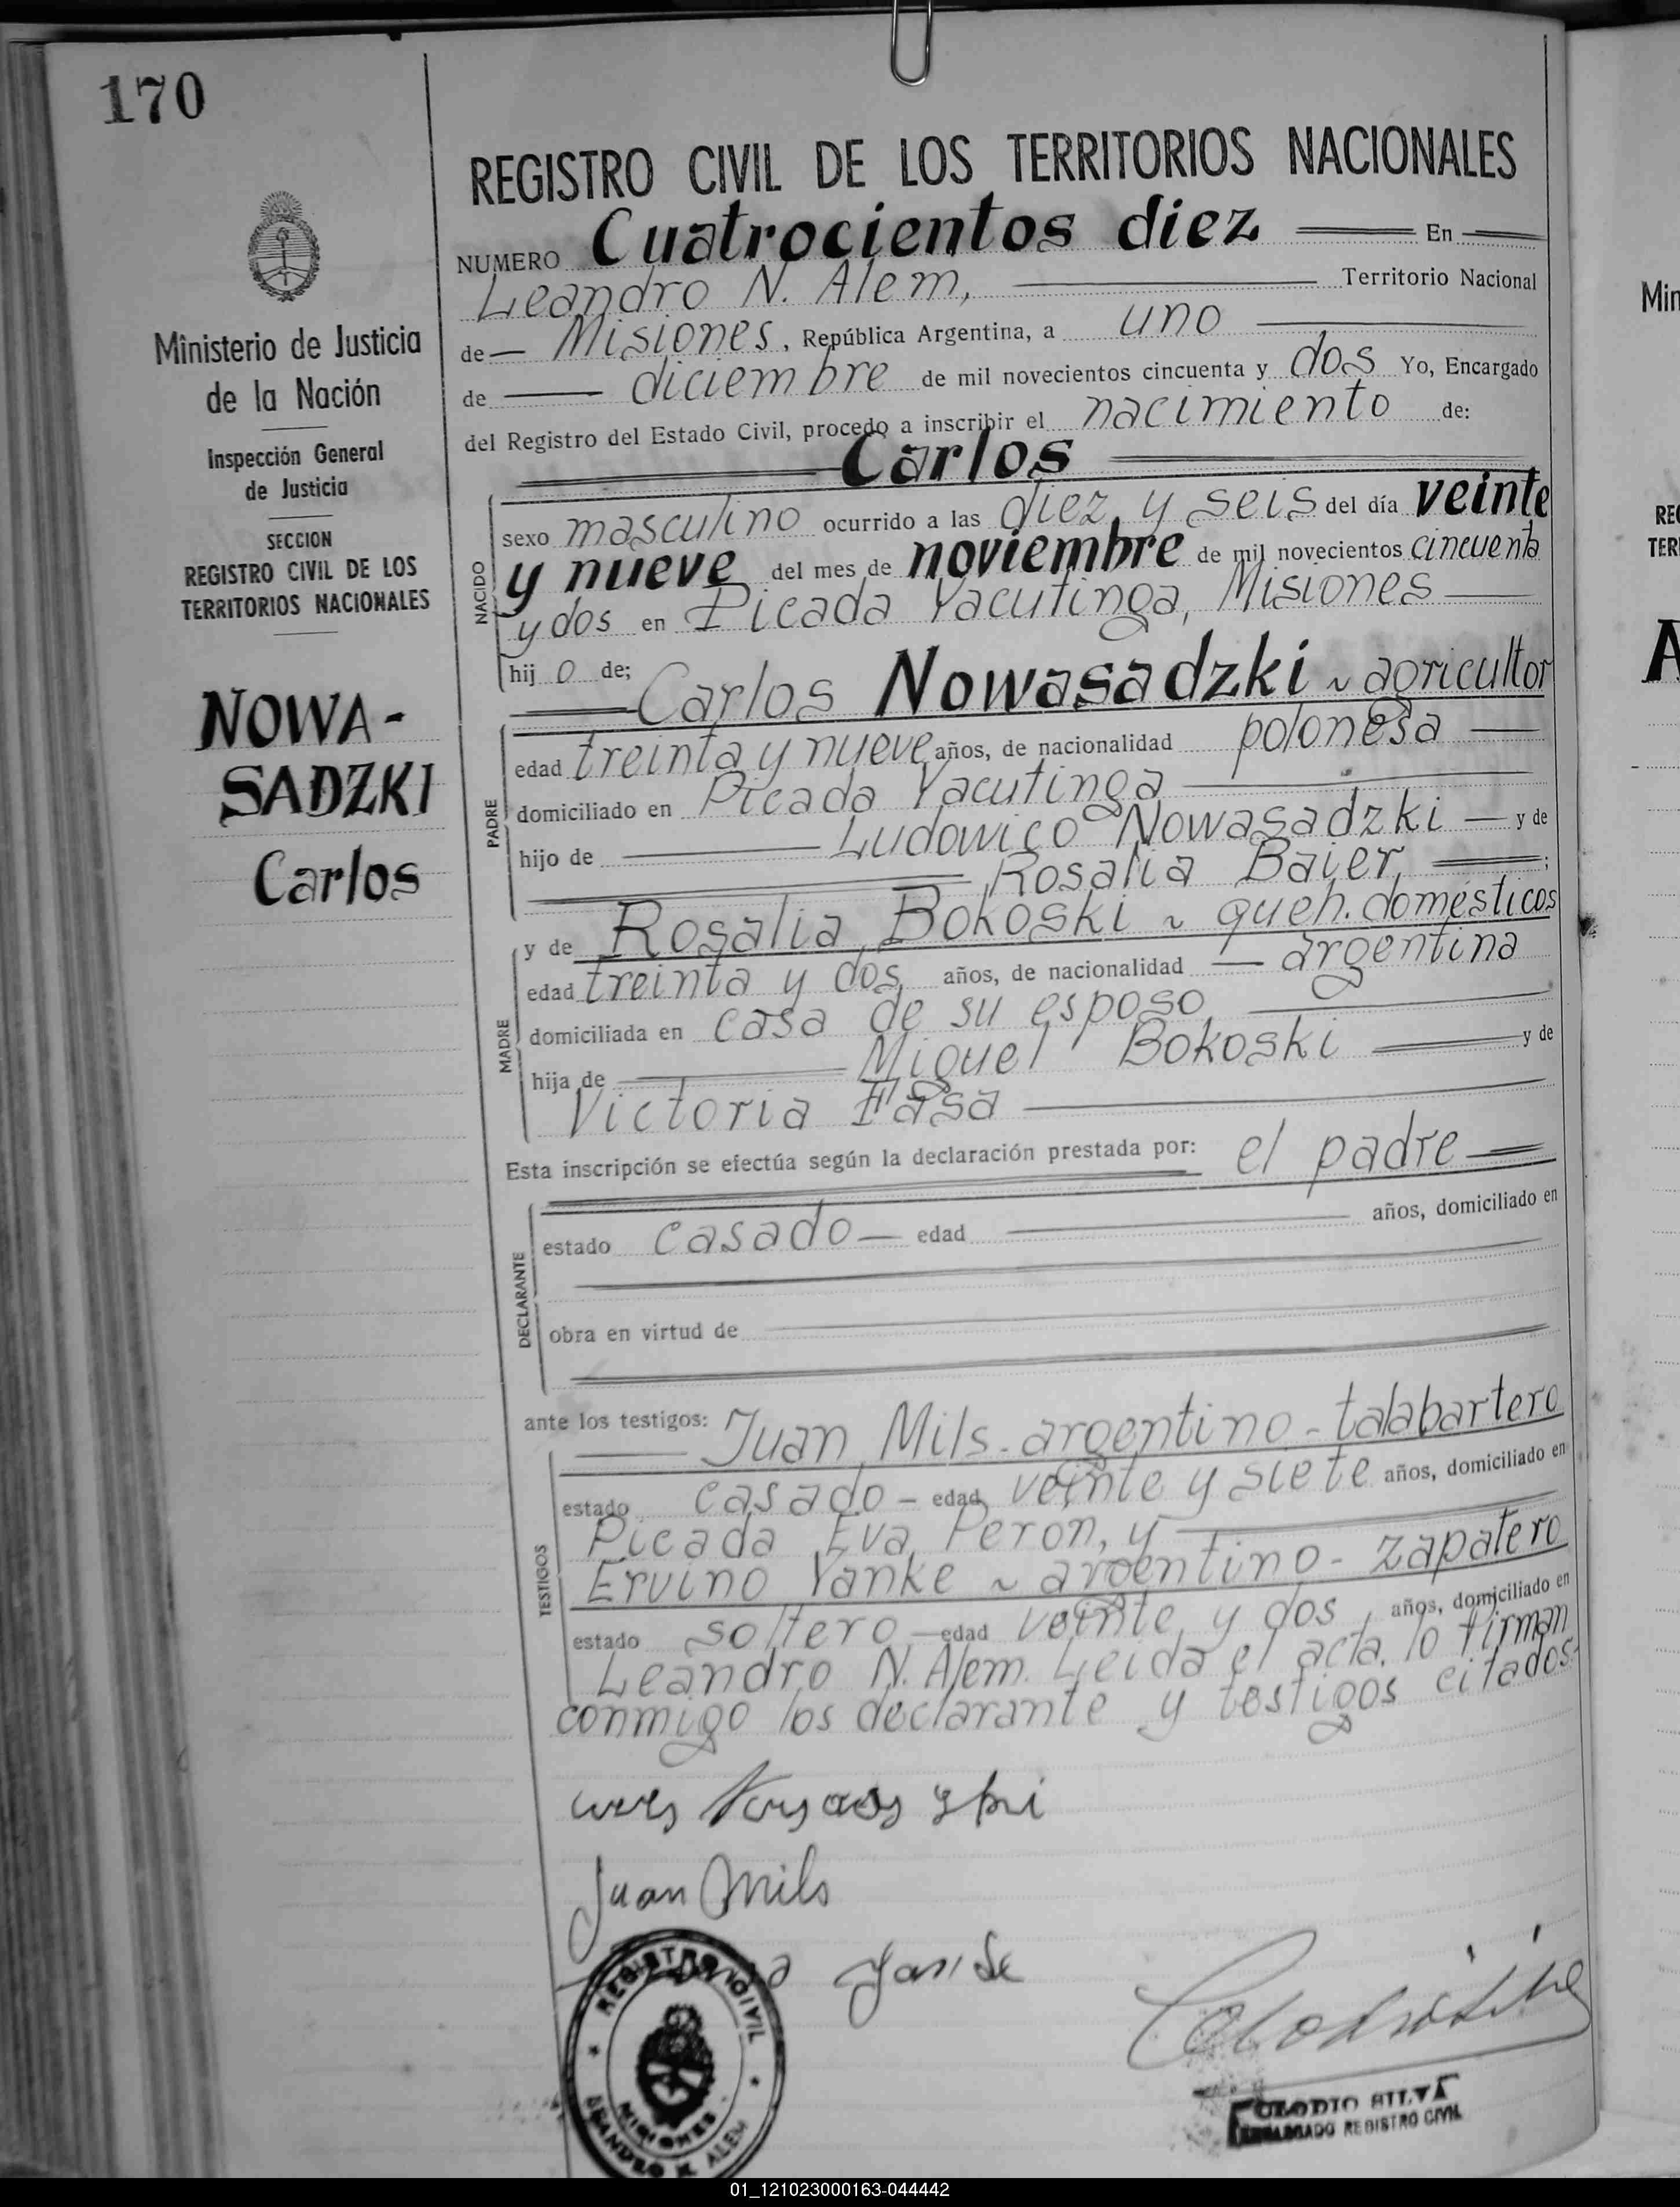 170
Ministerio de Justicia
de la Nación
Inspección General
de Justicia
SECCION
REGISTRO CIVIL DE LOS
TERRITORIOS NACIONALES
NOWA-
SADZKI
Carlos
REGISTRO CIVIL DE LOS TERRITORIOS NACIONALES
NUMERO Cuatrocientos diez En
Leandro N. Alem, Territorio Nacional
de Misiones, República Argentina, a uno
de diciembre de mil novecientos cincuenta y dos Yo, Encargado
del Registro del Estado Civil, procedo a inscribir el nacimiento de:
Carlos
NACIDO
sexo masculino ocurrido a las diez y seis del día veinte
y nueve del mes de noviembre de mil novecientos cincuenta
y dos en Picada Yacutinga, Misiones
hij o de;
Carlos Nowasadzki ~ agricultor
PADRE
edad treinta y nueve años, de nacionalidad polonesa
domiciliado en Picada Yacutinga
hijo de Ludowico Nowasadzki y de
Rosalia Baier, ;
y de Rosalia Bokoski ~ queh. domésticos
MADRE
edad treinta y dos, años, de nacionalidad argentina
domiciliada en casa de su esposo,
hija de Miguel Bokoski y de
Victoria Fasa
Esta inscripción se efectúa según la declaración prestada por: el padre
DECLARANTE
estado casado edad años, domiciliado en
obra en virtud de
ante los testigos: Juan Mils - argentino - talabartero
TESTIGOS
estado casado - edad veinte y siete años, domiciliado en
Picada Eva Peron, y
Ervino Yanke ~ argentino - zapatero
estado soltero - edad veinte y dos, años, domiciliado en
Leandro N. Alem. Leida el acta, lo firman
conmigo los declarante y testigos citados.
Juan Mils
REGISTRO CIVIL
MISIONES
LEANDRO N. ALEM
CLODIO SILVA
ENCARGADO REGISTRO CIVIL
01_121023000163-044442